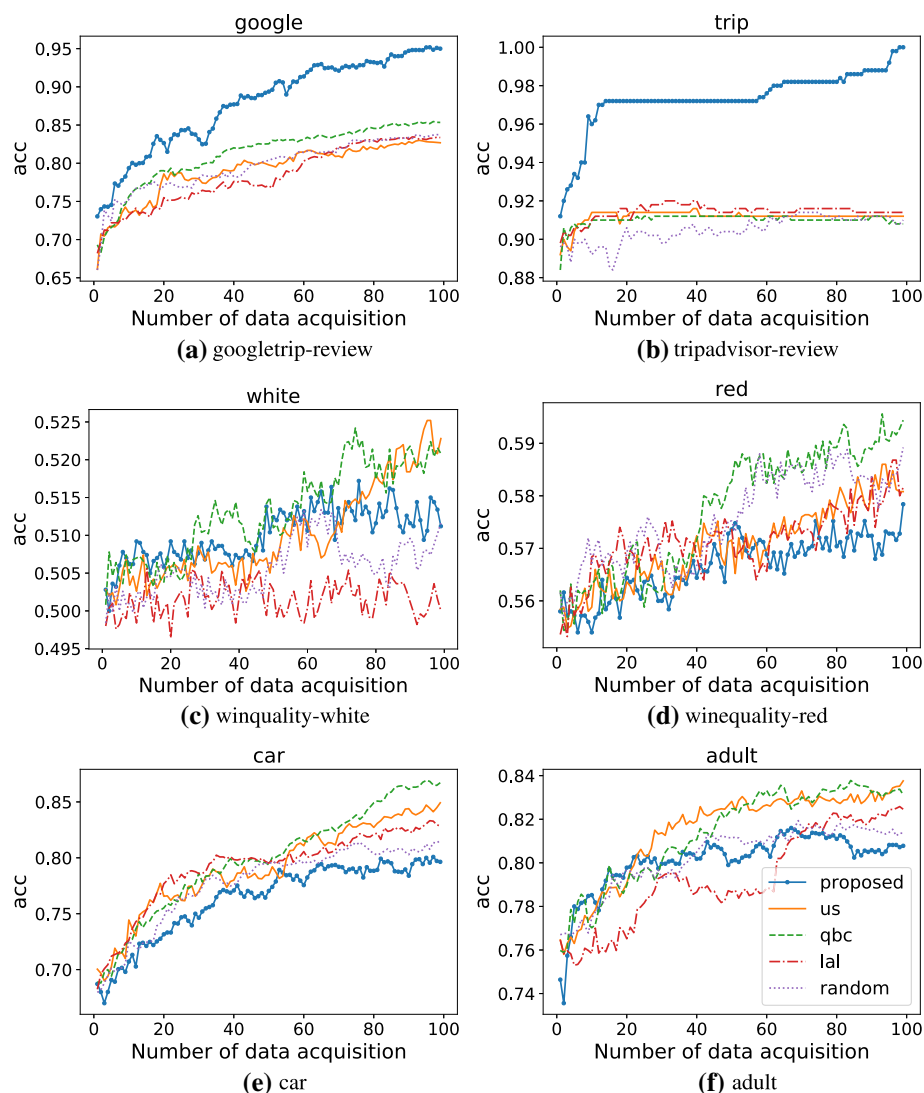 google
acc
0.95
0.90
0.85
0.80
0.75
0.70
0.65
0 20 40 60 80 100
Number of data acquisition
(a) googletrip-review
trip
acc
1.00
0.98
0.96
0.94
0.92
0.90
0.88
0 20 40 60 80 100
Number of data acquisition
(b) tripadvisor-review
white
acc
0.525
0.520
0.515
0.510
0.505
0.500
0.495
0 20 40 60 80 100
Number of data acquisition
(c) winquality-white
red
acc
0.59
0.58
0.57
0.56
0 20 40 60 80 100
Number of data acquisition
(d) winequality-red
car
acc
0.85
0.80
0.75
0.70
0 20 40 60 80 100
Number of data acquisition
(e) car
adult
acc
0.84
0.82
0.80
0.78
0.76
0.74
proposed
us
qbc
lal
random
0 20 40 60 80 100
Number of data acquisition
(f) adult